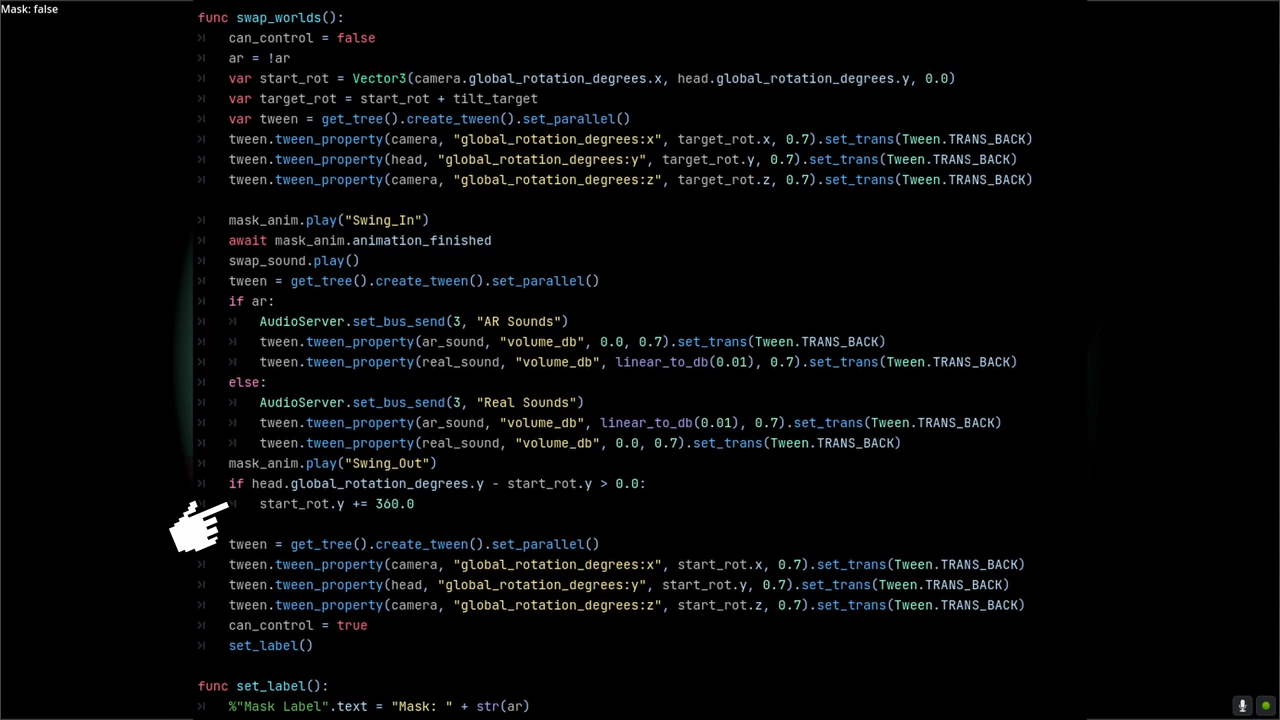 Mask: false
func swap_worlds():
can_control = false
ar = !ar
var start_rot = Vector3(camera.global_rotation_degrees.x, head.global_rotation_degrees.y, 0.0)
var target_rot = start_rot + tilt_target
var tween = get_tree().create_tween().set_parallel()
tween.tween_property(camera, "global_rotation_degrees:x", target_rot.x, 0.7).set_trans(Tween.TRANS_BACK)
tween.tween_property(head, "global_rotation_degrees:y", target_rot.y, 0.7).set_trans(Tween.TRANS_BACK)
tween.tween_property(camera, "global_rotation_degrees:z", target_rot.z, 0.7).set_trans(Tween.TRANS_BACK)
mask_anim.play("Swing_In")
await mask_anim.animation_finished
swap_sound.play()
tween = get_tree().create_tween().set_parallel()
if ar:
AudioServer.set_bus_send(3, "AR Sounds")
tween.tween_property(ar_sound, "volume_db", 0.0, 0.7).set_trans(Tween.TRANS_BACK)
tween.tween_property(real_sound, "volume_db", linear_to_db(0.01), 0.7).set_trans(Tween.TRANS_BACK)
else:
AudioServer.set_bus_send(3, "Real Sounds")
tween.tween_property(ar_sound, "volume_db", linear_to_db(0.01), 0.7).set_trans(Tween.TRANS_BACK)
tween.tween_property(real_sound, "volume_db", 0.0, 0.7).set_trans(Tween.TRANS_BACK)
mask_anim.play("Swing_Out")
if head.global_rotation_degrees.y - start_rot.y > 0.0:
start_rot.y += 360.0
tween = get_tree().create_tween().set_parallel()
tween.tween_property(camera, "global_rotation_degrees:x", start_rot.x, 0.7).set_trans(Tween.TRANS_BACK)
tween.tween_property(head, "global_rotation_degrees:y", start_rot.y, 0.7).set_trans(Tween.TRANS_BACK)
tween.tween_property(camera, "global_rotation_degrees:z", start_rot.z, 0.7).set_trans(Tween.TRANS_BACK)
can_control = true
set_label()
func set_label():
%"Mask Label".text = "Mask: " + str(ar)